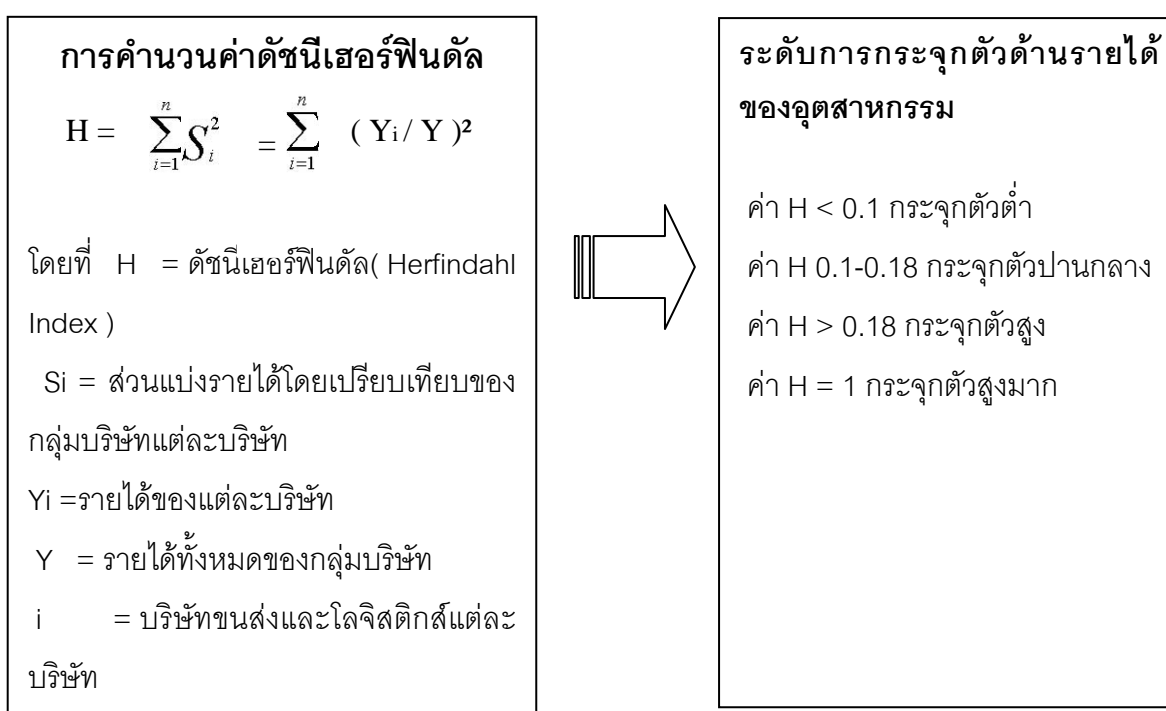 การคำนวนค่าดัชนีเฮอร์ฟินดัล
H = \sum_{i=1}^{n} S_i^2 = \sum_{i=1}^{n} ( Yi / Y )²
โดยที่ H = ดัชนีเฮอร์ฟินดัล( Herfindahl
Index )
Si = ส่วนแบ่งรายได้โดยเปรียบเทียบของ
กลุ่มบริษัทแต่ละบริษัท
Yi =รายได้ของแต่ละบริษัท
Y = รายได้ทั้งหมดของกลุ่มบริษัท
i = บริษัทขนส่งและโลจิสติกส์แต่ละ
บริษัท
ระดับการกระจุกตัวด้านรายได้
ของอุตสาหกรรม
ค่า H < 0.1 กระจุกตัวต่ำ
ค่า H 0.1-0.18 กระจุกตัวปานกลาง
ค่า H > 0.18 กระจุกตัวสูง
ค่า H = 1 กระจุกตัวสูงมาก